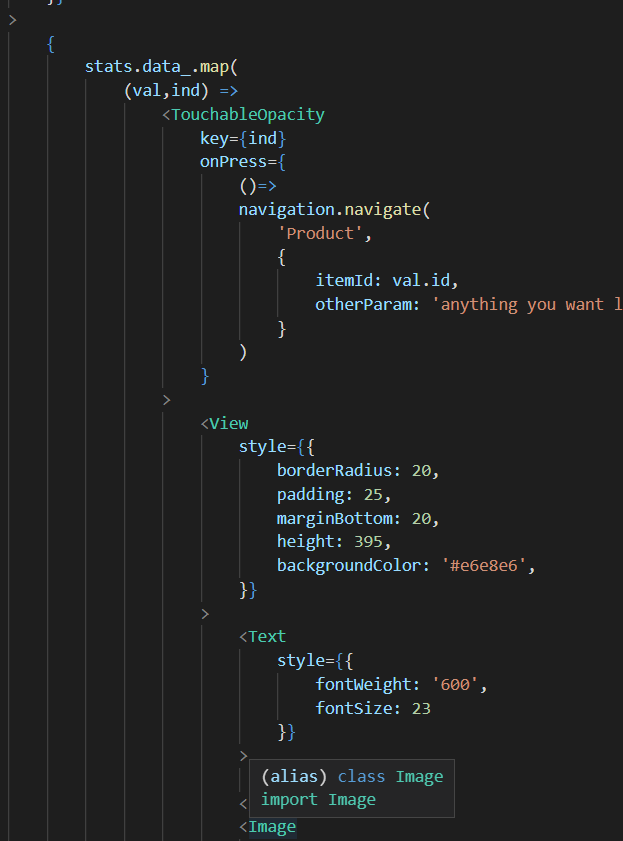 }}
>
{
stats.data_.map(
(val,ind) =>
<TouchableOpacity
key={ind}
onPress={
()=>
navigation.navigate(
'Product',
{
itemId: val.id,
otherParam: 'anything you want
}
)
}
>
<View
style={{
borderRadius: 20,
padding: 25,
marginBottom: 20,
height: 395,
backgroundColor: '#e6e8e6',
}}
>
<Text
style={{
fontWeight: '600',
fontSize: 23
}}
>
(alias) class Image
import Image
<
<Image